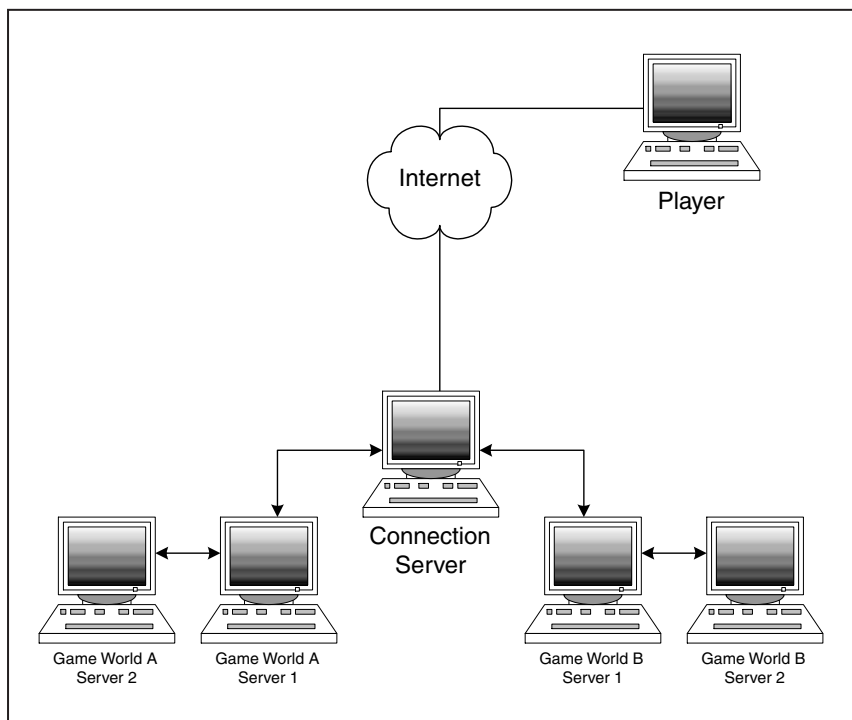 Internet
Player
Connection
Server
Game World A
Server 2
Game World A
Server 1
Game World B
Server 1
Game World B
Server 2